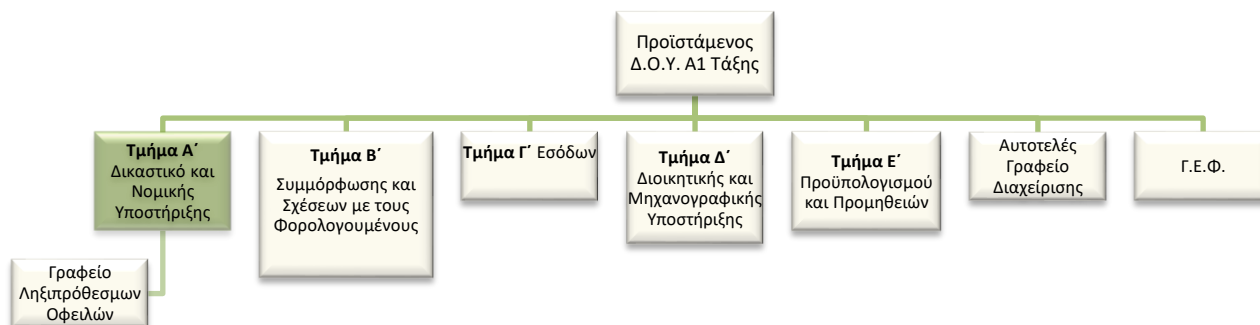 Προϊστάμενος
Δ.Ο.Υ. Α1 Τάξης
Τμήμα Α΄
Δικαστικό και
Νομικής
Υποστήριξης
Τμήμα Β΄
Συμμόρφωσης και
Σχέσεων με τους
Φορολογουμένους
Τμήμα Γ΄ Εσόδων
Τμήμα Δ΄
Διοικητικής και
Μηχανογραφικής
Υποστήριξης
Τμήμα Ε΄
Προϋπολογισμού
και Προμηθειών
Αυτοτελές
Γραφείο
Διαχείρισης
Γ.Ε.Φ.
Γραφείο
Ληξιπρόθεσμων
Οφειλών